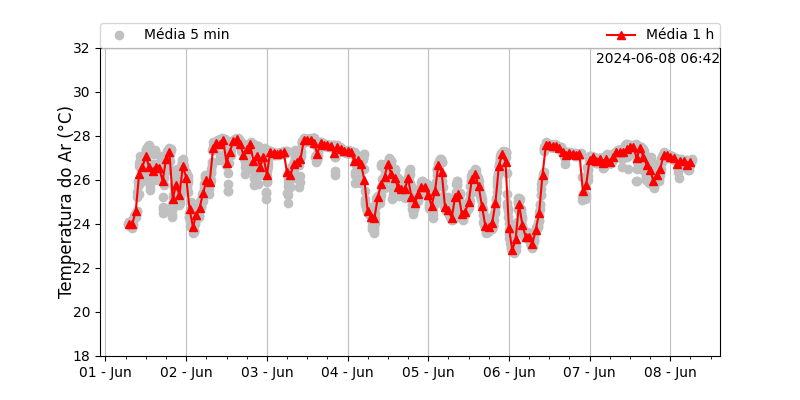 Média 5 min
Média 1 h
2024-06-08 06:42
Temperatura do Ar (°C)
32
30
28
26
24
22
20
18
01 - Jun
02 - Jun
03 - Jun
04 - Jun
05 - Jun
06 - Jun
07 - Jun
08 - Jun